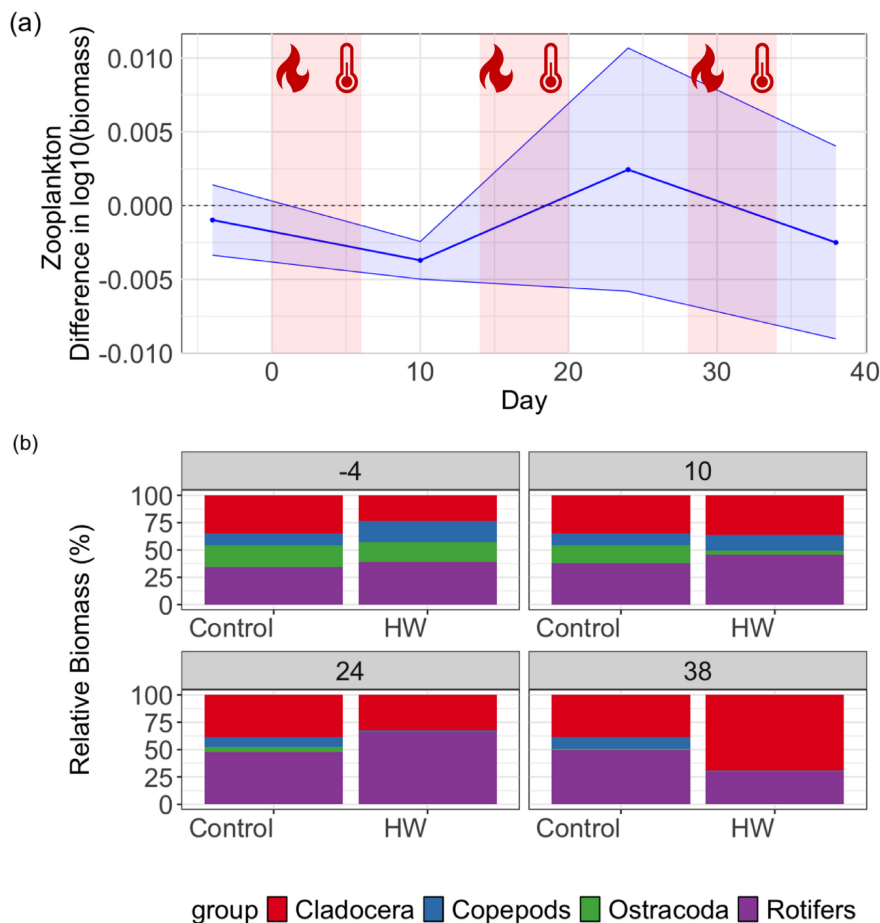 (a)
Zooplankton
Difference in log10(biomass)
0.010
0.005
0.000
-0.005
-0.010
0 10 20 30 40
Day
(b)
Relative Biomass (%)
-4 10
100 75 50 25 0
Control HW Control HW
24 38
100 75 50 25 0
Control HW Control HW
group Cladocera Copepods Ostracoda Rotifers